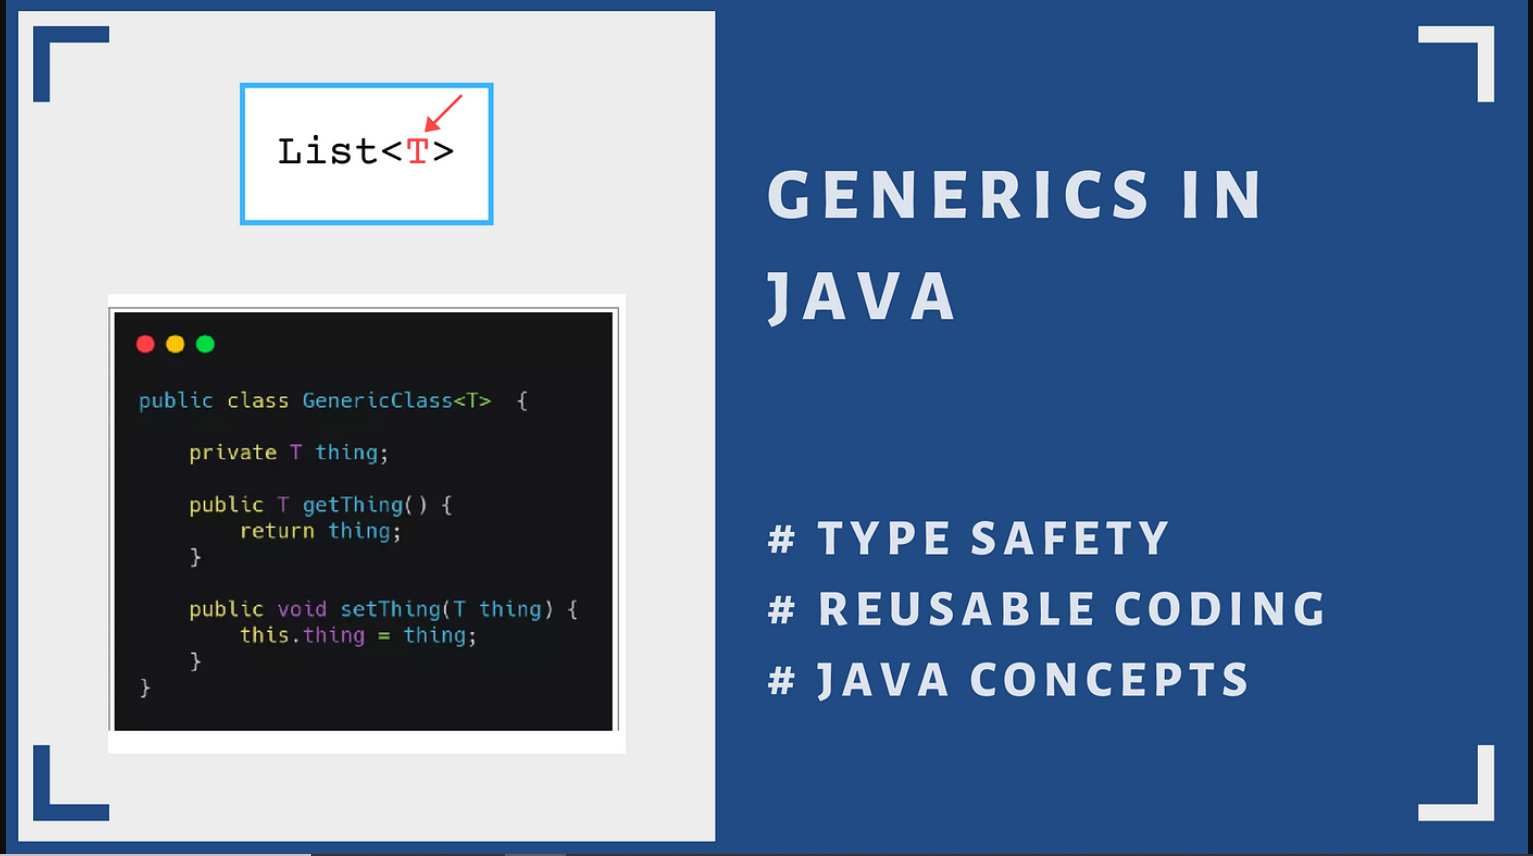 List<T>
public class GenericClass<T>  {
private T thing;
public T getThing() {
return thing;
}
public void setThing(T thing) {
this.thing = thing;
}
}
GENERICS IN
JAVA
# TYPE SAFETY
# REUSABLE CODING
# JAVA CONCEPTS